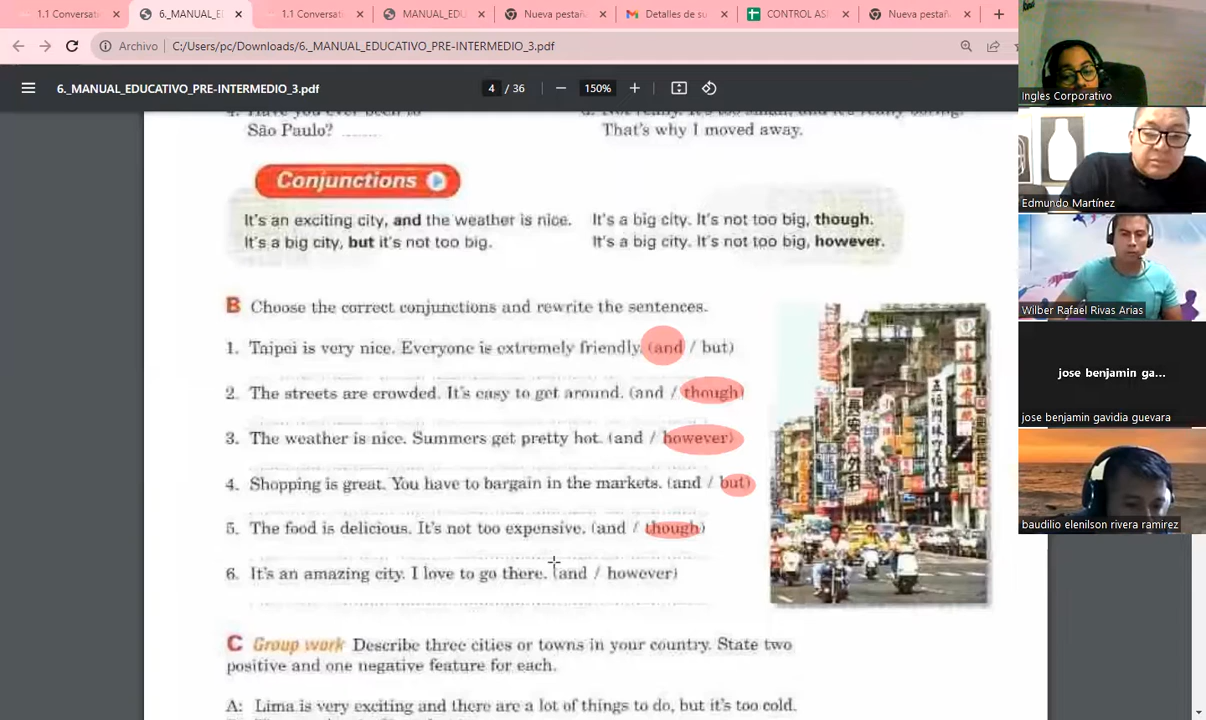 1.1 Conversat
6._MANUAL_E
1.1 Conversat
MANUAL_EDU
Nueva pestañ
Detalles de su
CONTROL AS
Nueva pestañ
Archivo
C:/Users/pc/Downloads/6._MANUAL_EDUCATIVO_PRE-INTERMEDIO_3.pdf
6._MANUAL_EDUCATIVO_PRE-INTERMEDIO_3.pdf
4 / 36
150%
São Paulo?
That's why I moved away.
Conjunctions
It's an exciting city, and the weather is nice.
It's a big city. It's not too big, though.
It's a big city, but it's not too big.
It's a big city. It's not too big, however.
B Choose the correct conjunctions and rewrite the sentences.
1. Taipei is very nice. Everyone is extremely friendly. (and / but)
2. The streets are crowded. It's easy to get around. (and / though)
3. The weather is nice. Summers get pretty hot. (and / however)
4. Shopping is great. You have to bargain in the markets. (and / but)
5. The food is delicious. It's not too expensive. (and / though)
6. It's an amazing city. I love to go there. (and / however)
C Group work Describe three cities or towns in your country. State two
positive and one negative feature for each.
A: Lima is very exciting and there are a lot of things to do, but it's too cold.
Ingles Corporativo
Edmundo Martínez
Wilber Rafael Rivas Arias
jose benjamin ga...
jose benjamin gavidia guevara
baudilio elenilson rivera ramirez